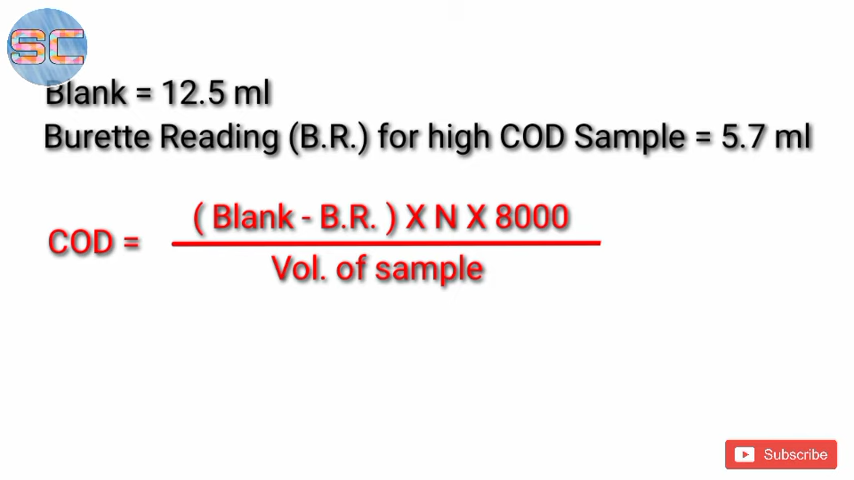 SC
Blank = 12.5 ml
Burette Reading (B.R.) for high COD Sample = 5.7 ml
( Blank - B.R. ) X N X 8000
COD =
Vol. of sample
Subscribe